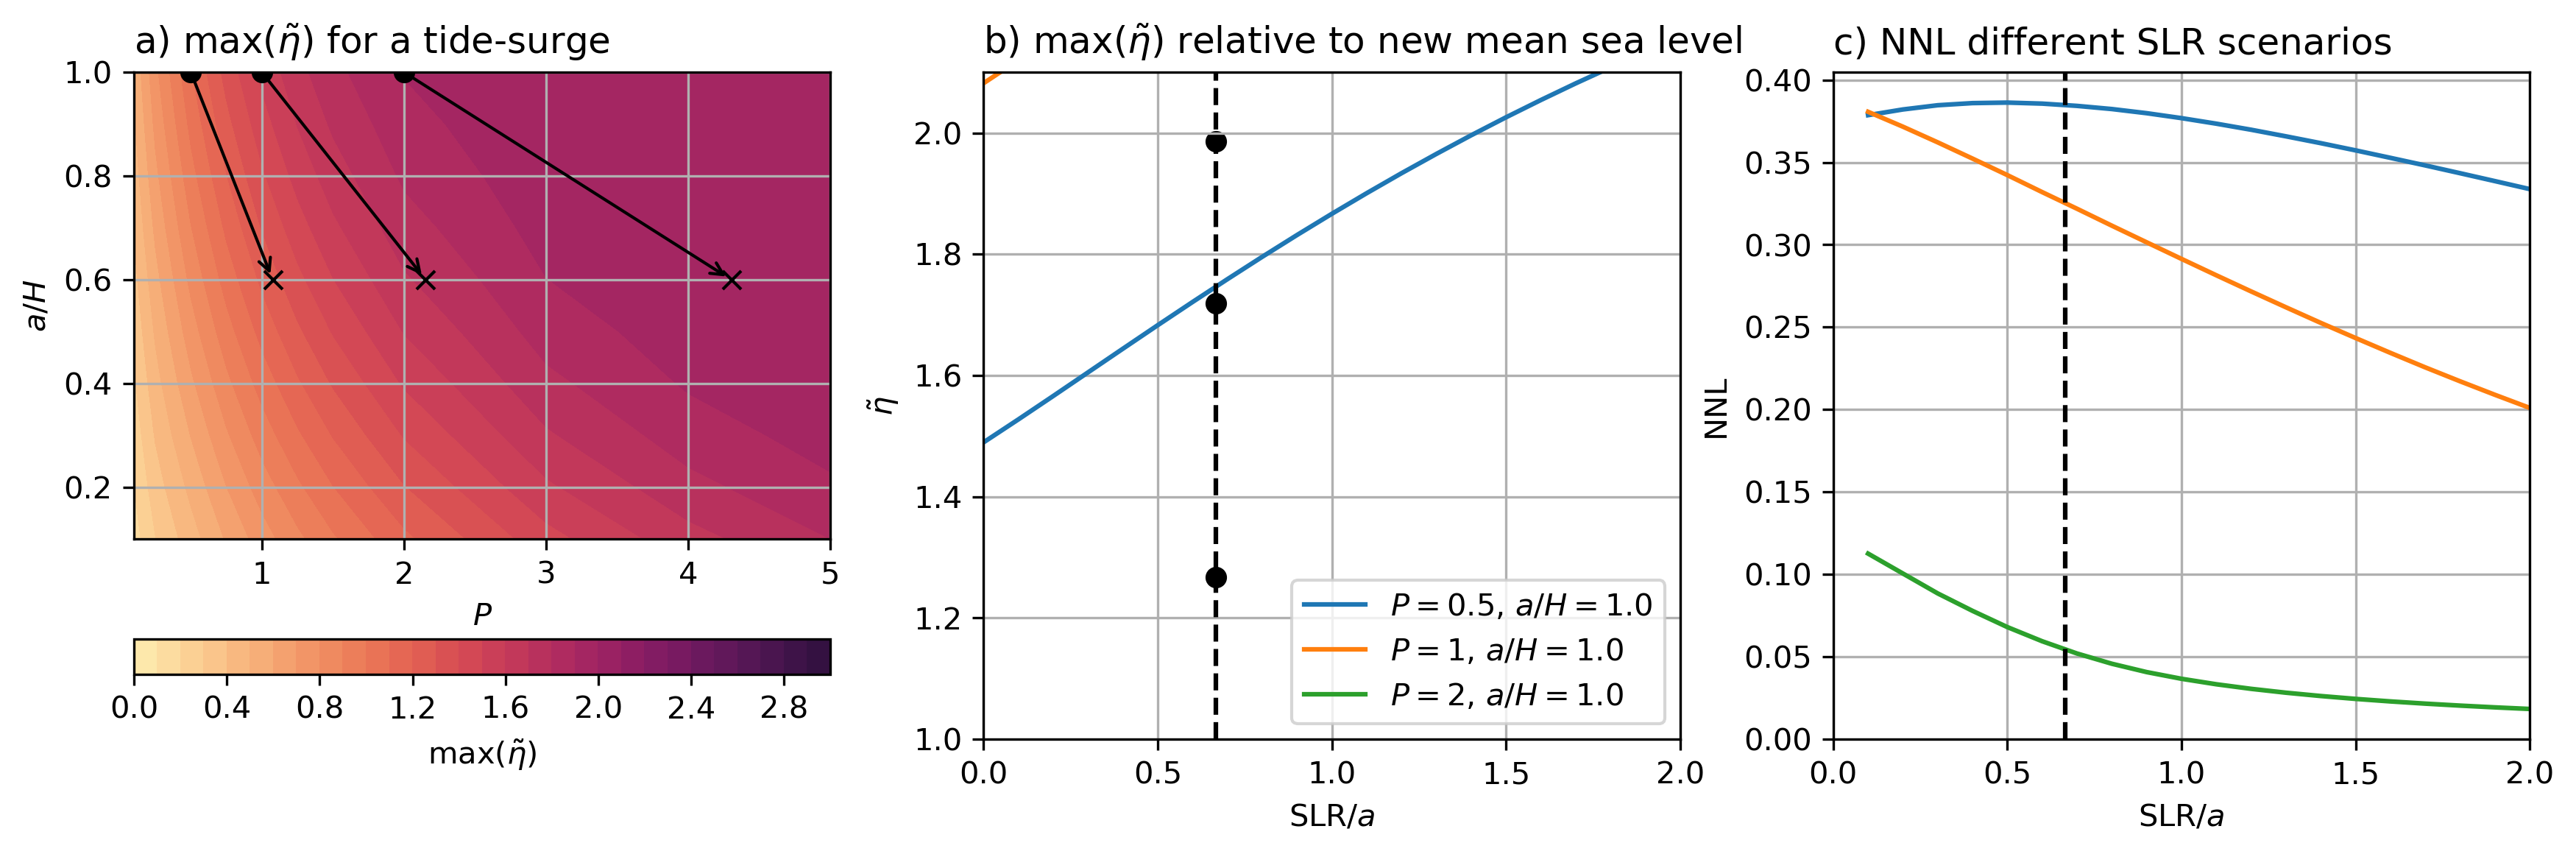 a) max(η̃) for a tide-surge
1.0
0.8
0.6
0.4
0.2
a/H
1 2 3 4 5
P
0.0 0.4 0.8 1.2 1.6 2.0 2.4 2.8
max(η̃)
b) max(η̃) relative to new mean sea level
2.0
1.8
1.6
1.4
1.2
1.0
η̃
0.0 0.5 1.0 1.5 2.0
SLR/a
P = 0.5, a/H = 1.0
P = 1, a/H = 1.0
P = 2, a/H = 1.0
c) NNL different SLR scenarios
0.40
0.35
0.30
0.25
0.20
0.15
0.10
0.05
0.00
NNL
0.0 0.5 1.0 1.5 2.0
SLR/a